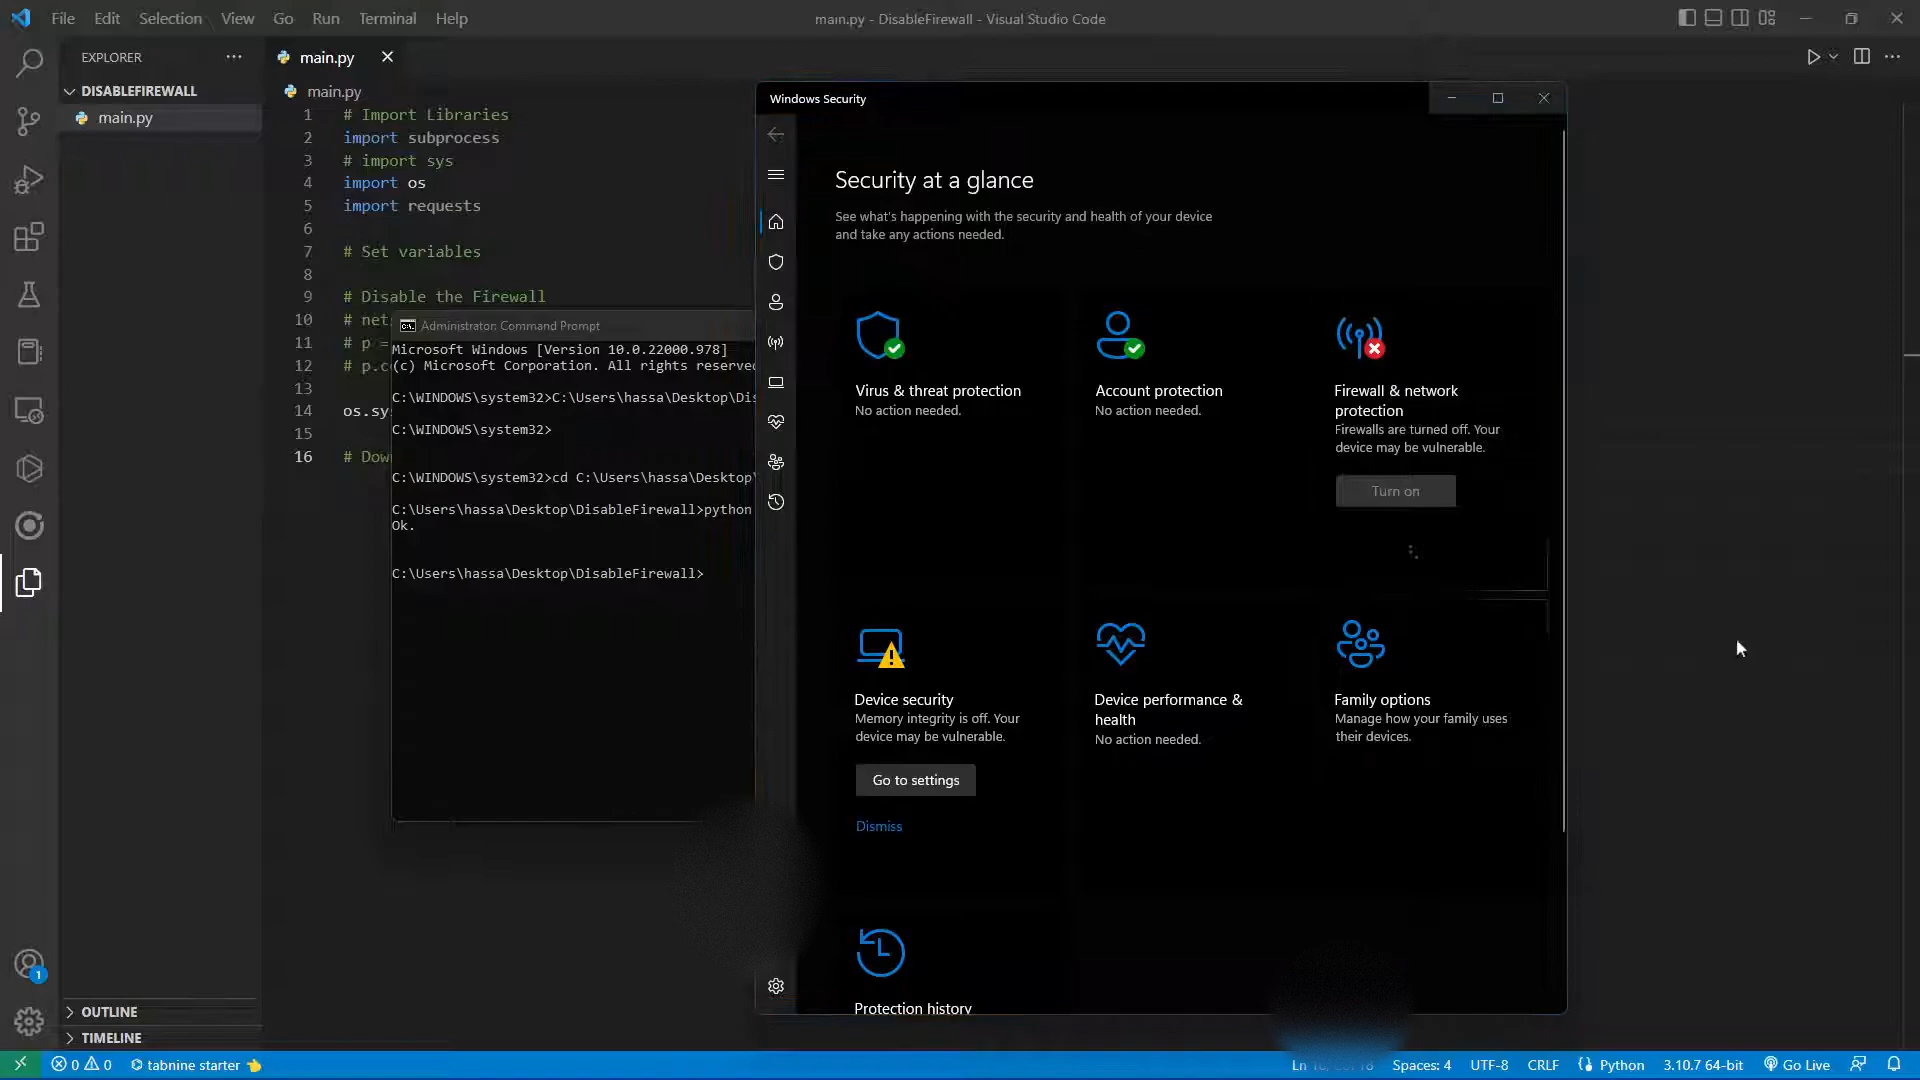 File Edit Selection View Go Run Terminal Help
main.py - DisableFirewall - Visual Studio Code
EXPLORER
DISABLEFIREWALL
main.py
main.py
main.py
1 # Import Libraries
2 import subprocess
3 # import sys
4 import os
5 import requests
6
7 # Set variables
8
9 # Disable the Firewall
10 # net
11 # p =
12 # p.c
13
14 os.sy
15
16 # Dow
Administrator: Command Prompt
Microsoft Windows [Version 10.0.22000.978]
(c) Microsoft Corporation. All rights reserve
C:\WINDOWS\system32>C:\Users\hassa\Desktop\Dis
C:\WINDOWS\system32>
C:\WINDOWS\system32>cd C:\Users\hassa\Desktop\
C:\Users\hassa\Desktop\DisableFirewall>python
Ok.
C:\Users\hassa\Desktop\DisableFirewall>
Windows Security
Security at a glance
See what's happening with the security and health of your device
and take any actions needed.
Virus & threat protection
No action needed.
Account protection
No action needed.
Firewall & network
protection
Firewalls are turned off. Your
device may be vulnerable.
Turn on
Device security
Memory integrity is off. Your
device may be vulnerable.
Go to settings
Dismiss
Device performance &
health
No action needed.
Family options
Manage how your family uses
their devices.
Protection history
OUTLINE
TIMELINE
1
0 0 tabnine starter
Ln Spaces: 4 UTF-8 CRLF Python 3.10.7 64-bit Go Live